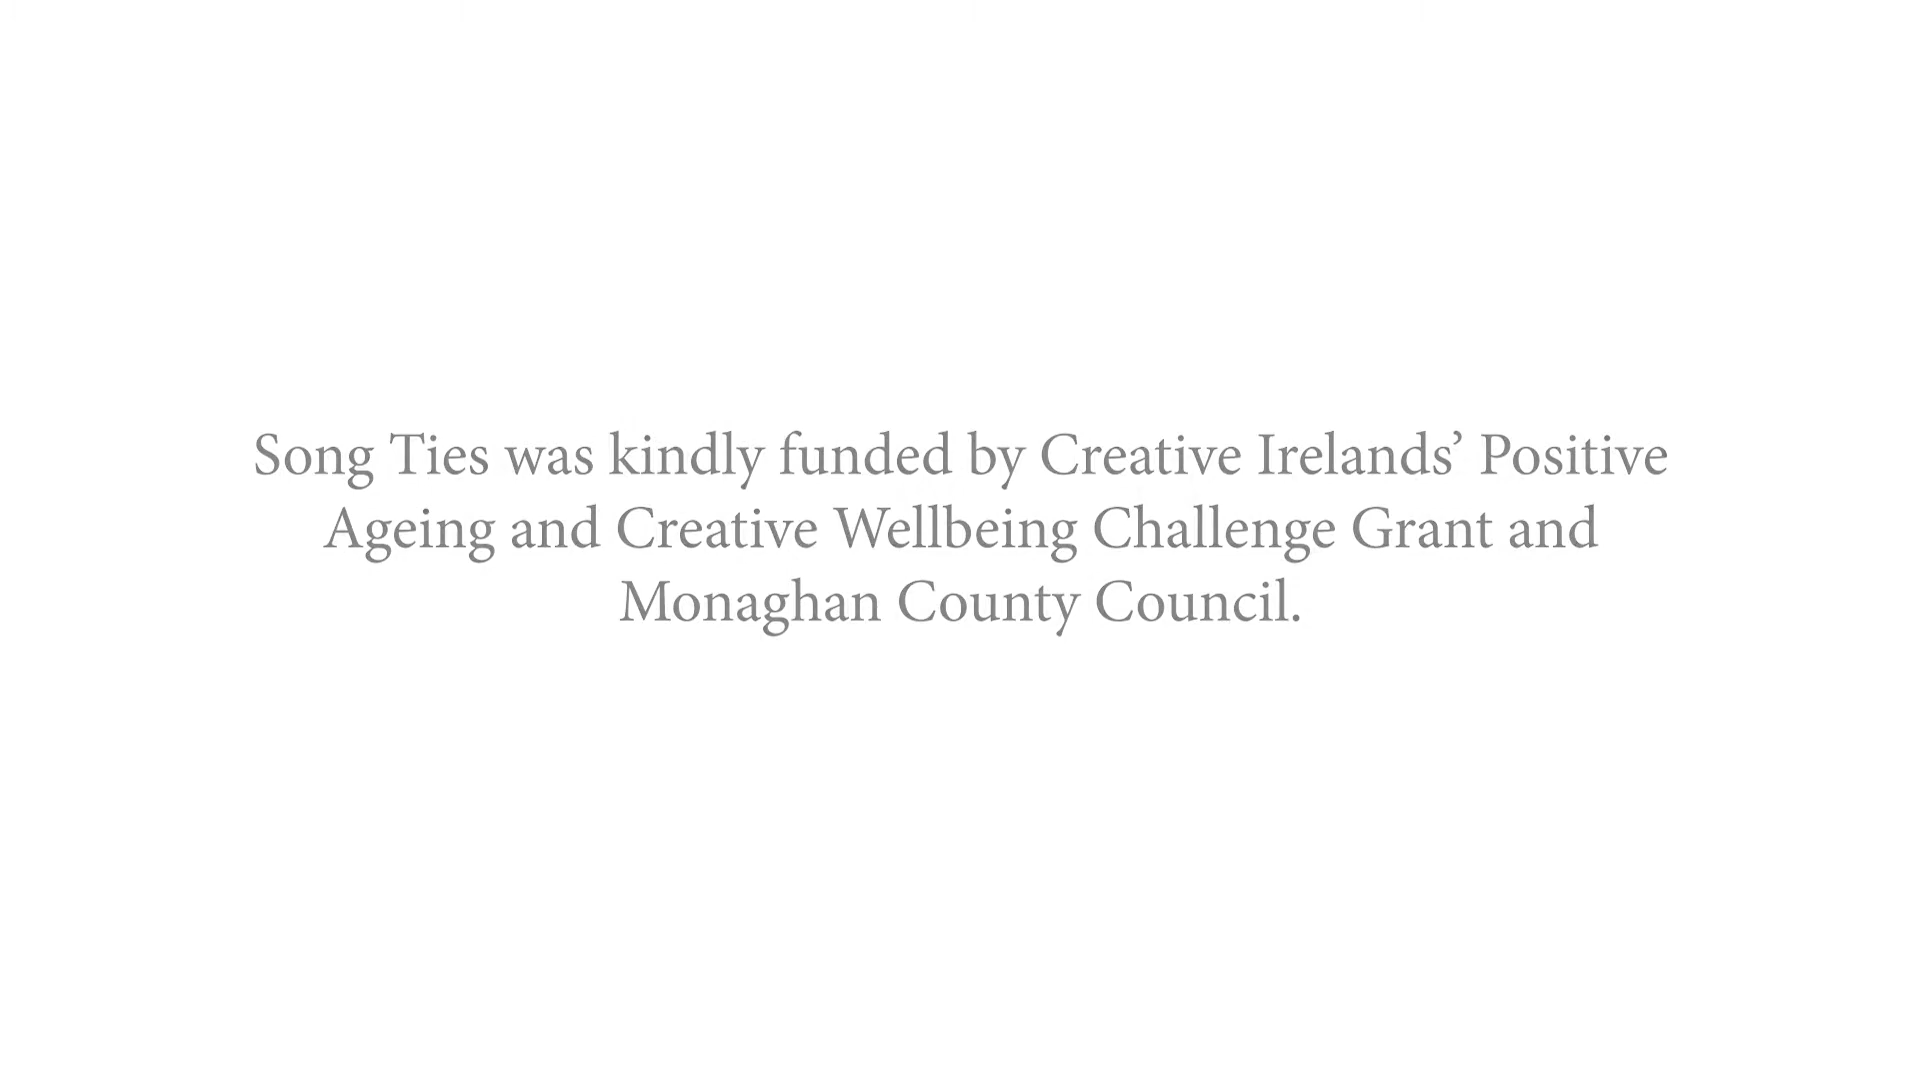 Song Ties was kindly funded by Creative Irelands’ Positive
Ageing and Creative Wellbeing Challenge Grant and
Monaghan County Council.